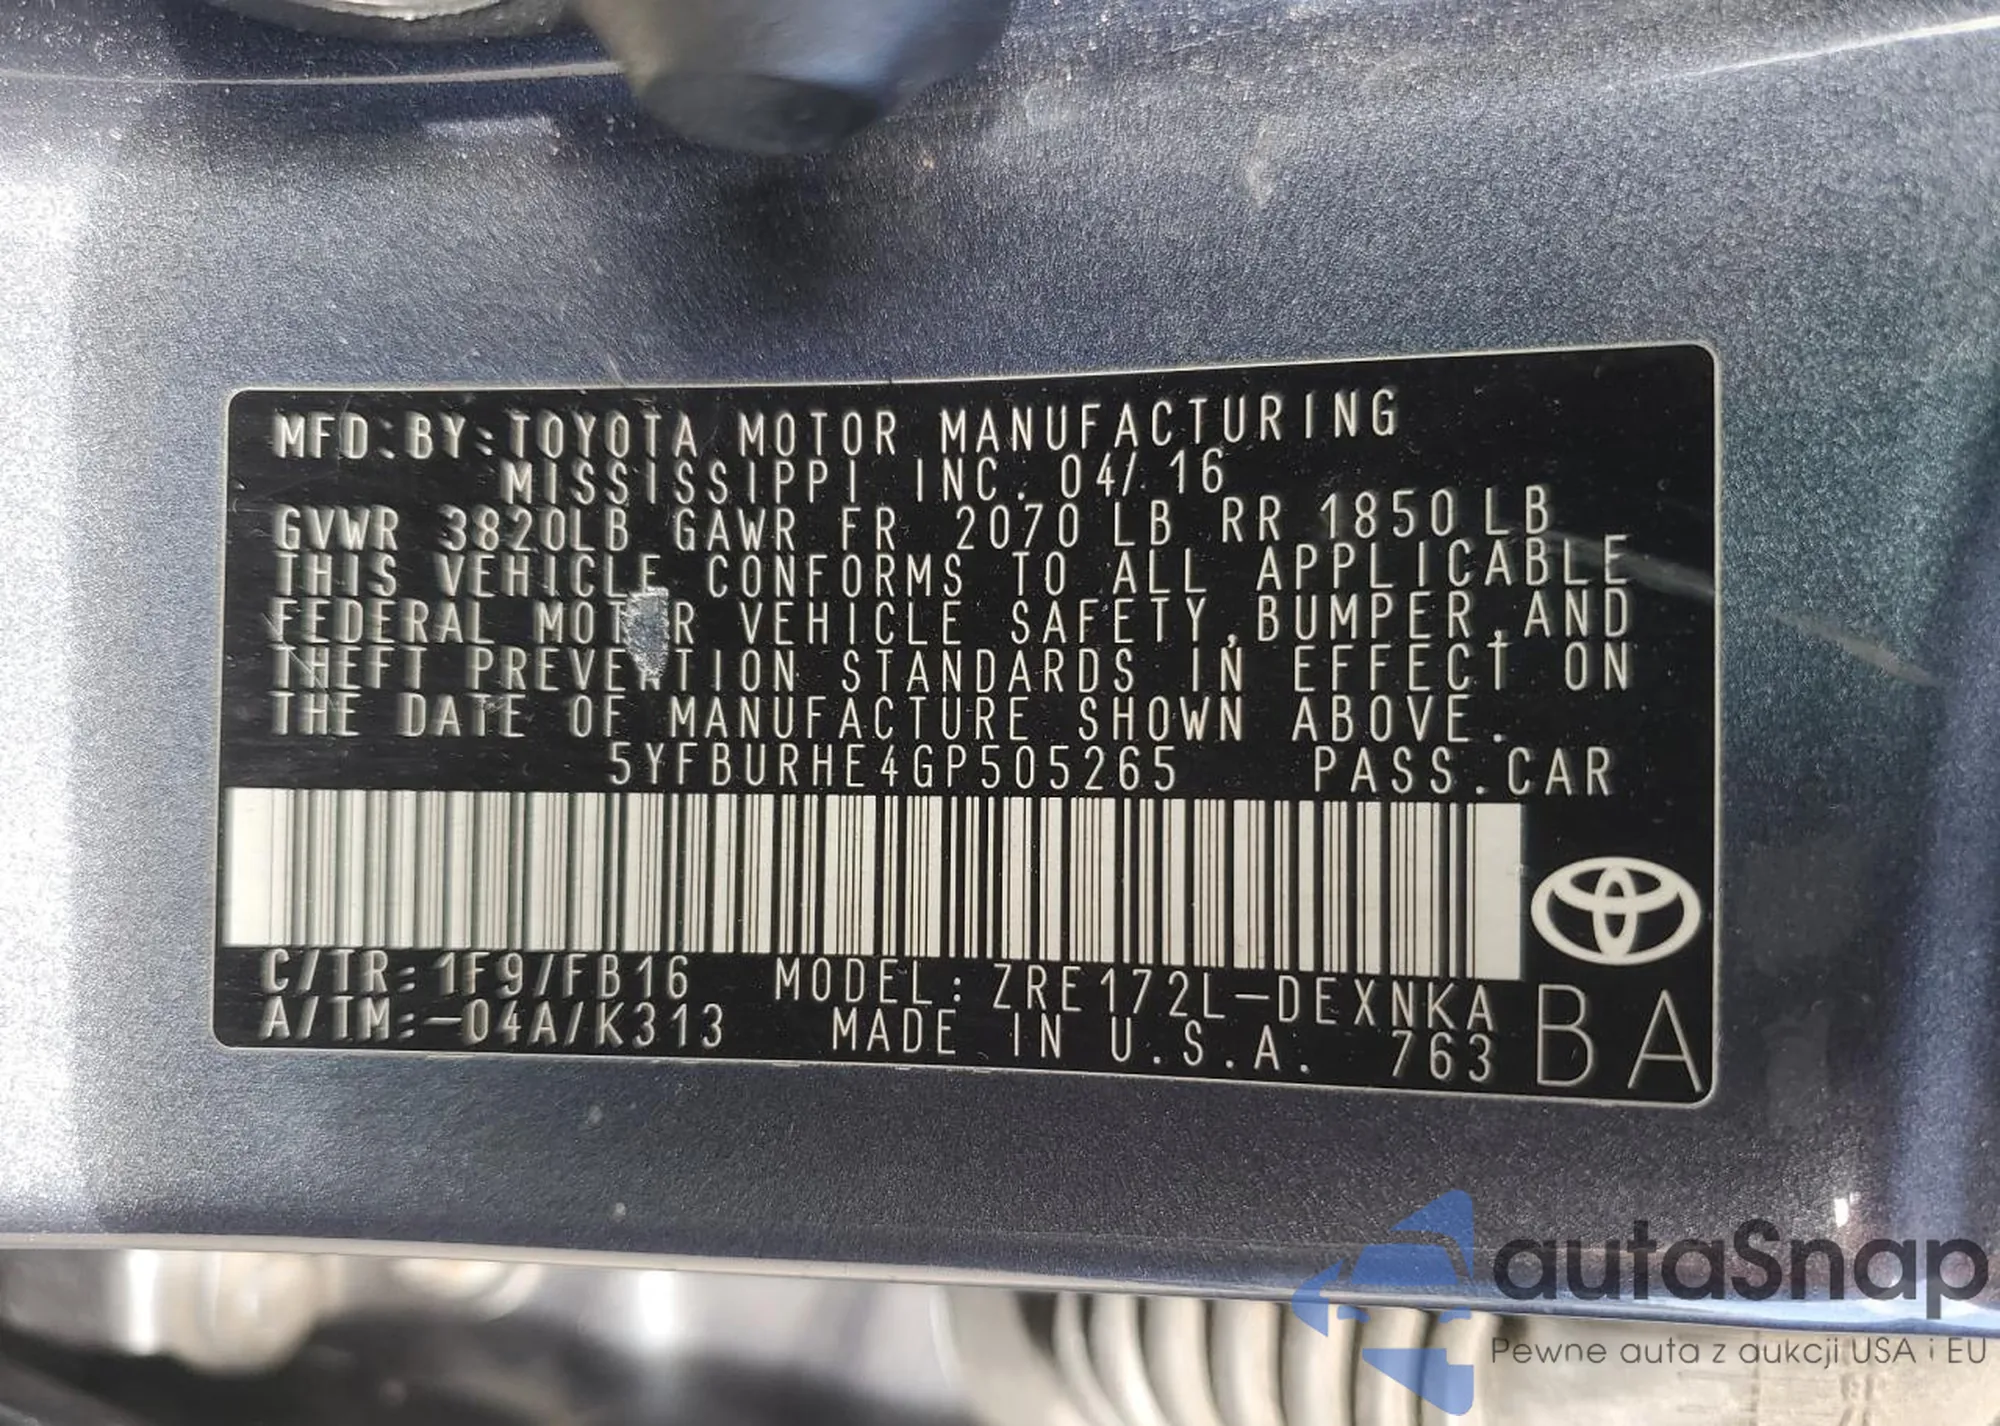 MFD.BY:TOYOTA MOTOR MANUFACTURING
MISSISSIPPI INC. 04/16
GVWR 3820LB GAWR FR 2070LB RR 1850LB
THIS VEHICLE CONFORMS TO ALL APPLICABLE
FEDERAL MOTOR VEHICLE SAFETY,BUMPER,AND
THEFT PREVENTION STANDARDS IN EFFECT ON
THE DATE OF MANUFACTURE SHOWN ABOVE.
5YFBURHE4GP505265 PASS.CAR
C/TR:1F9/FB16 MODEL:ZRE172L-DEXNKA
A/TM:-04A/K313 MADE IN U.S.A. 763 BA
autaSnap
Pewne auta z aukcji USA i EU